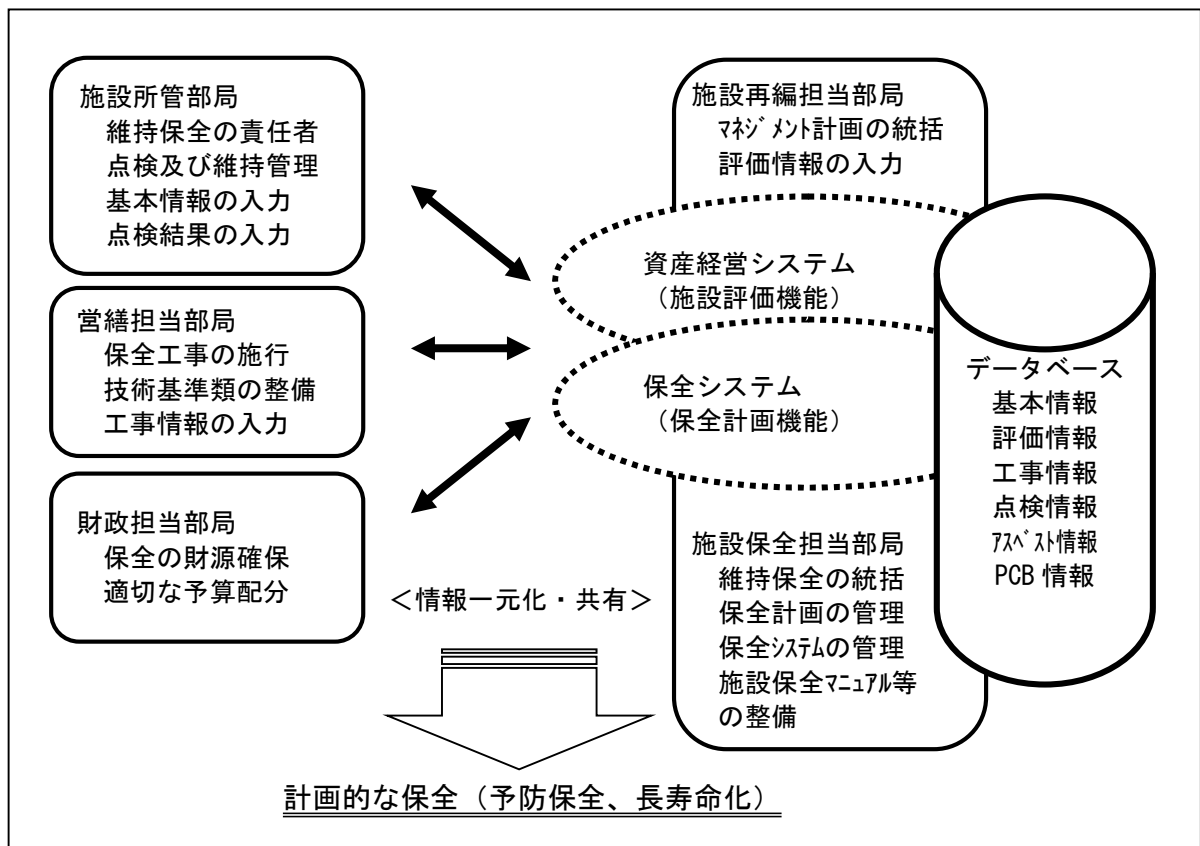 施設所管部局
維持保全の責任者
点検及び維持管理
基本情報の入力
点検結果の入力
営繕担当部局
保全工事の施行
技術基準類の整備
工事情報の入力
財政担当部局
保全の財源確保
適切な予算配分
施設再編担当部局
ﾏﾈｼﾞﾒﾝﾄ計画の統括
評価情報の入力
資産経営システム
（施設評価機能）
保全システム
（保全計画機能）
施設保全担当部局
維持保全の統括
保全計画の管理
保全ｼｽﾃﾑの管理
施設保全ﾏﾆｭｱﾙ等
の整備
データベース
基本情報
評価情報
工事情報
点検情報
ｱｽﾍﾞｽﾄ情報
PCB 情報
＜情報一元化・共有＞
計画的な保全（予防保全、長寿命化）